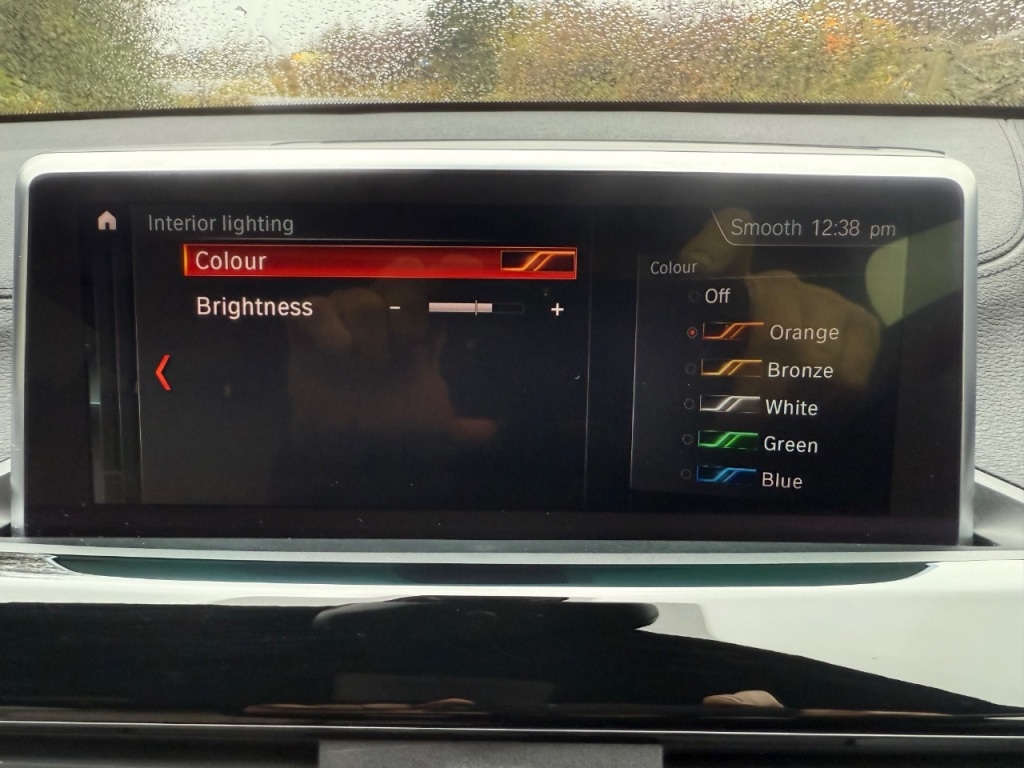 Interior lighting
Smooth 12:38 pm
Colour
Brightness - +
Colour
Off
Orange
Bronze
White
Green
Blue